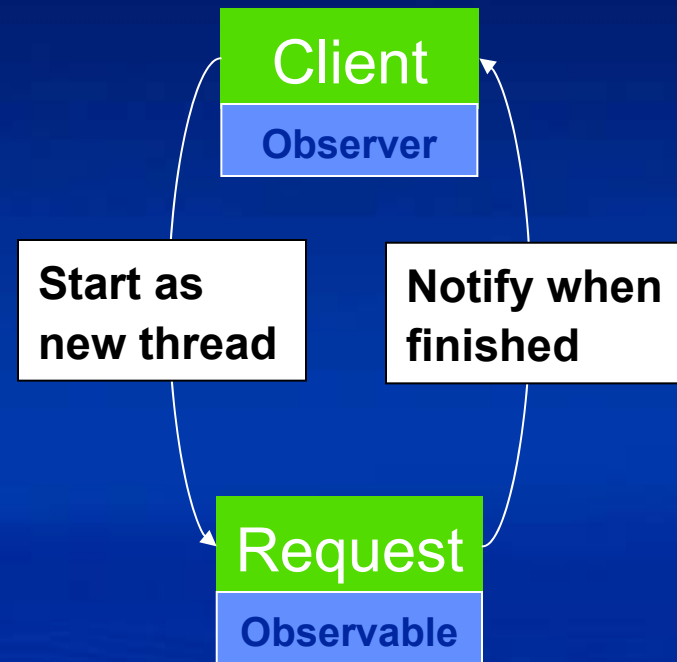 Client
Observer
Start as
new thread
Notify when
finished
Request
Observable